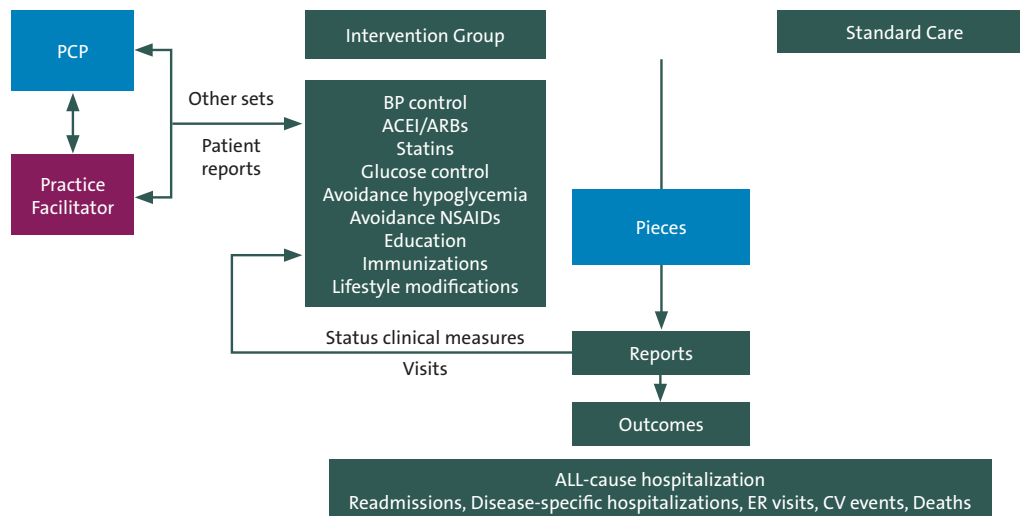 PCP
Practice
Facilitator
Other sets
Patient
reports
Intervention Group
BP control
ACEI/ARBs
Statins
Glucose control
Avoidance hypoglycemia
Avoidance NSAIDs
Education
Immunizations
Lifestyle modifications
Standard Care
Pieces
Status clinical measures
Visits
Reports
Outcomes
ALL-cause hospitalization
Readmissions, Disease-specific hospitalizations, ER visits, CV events, Deaths